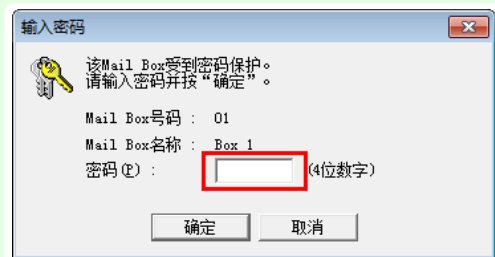 输入密码
该Mail Box受到密码保护。
请输入密码并按“确定”。
Mail Box号码 : 01
Mail Box名称 : Box 1
密码(P) : (4位数字)
确定 取消